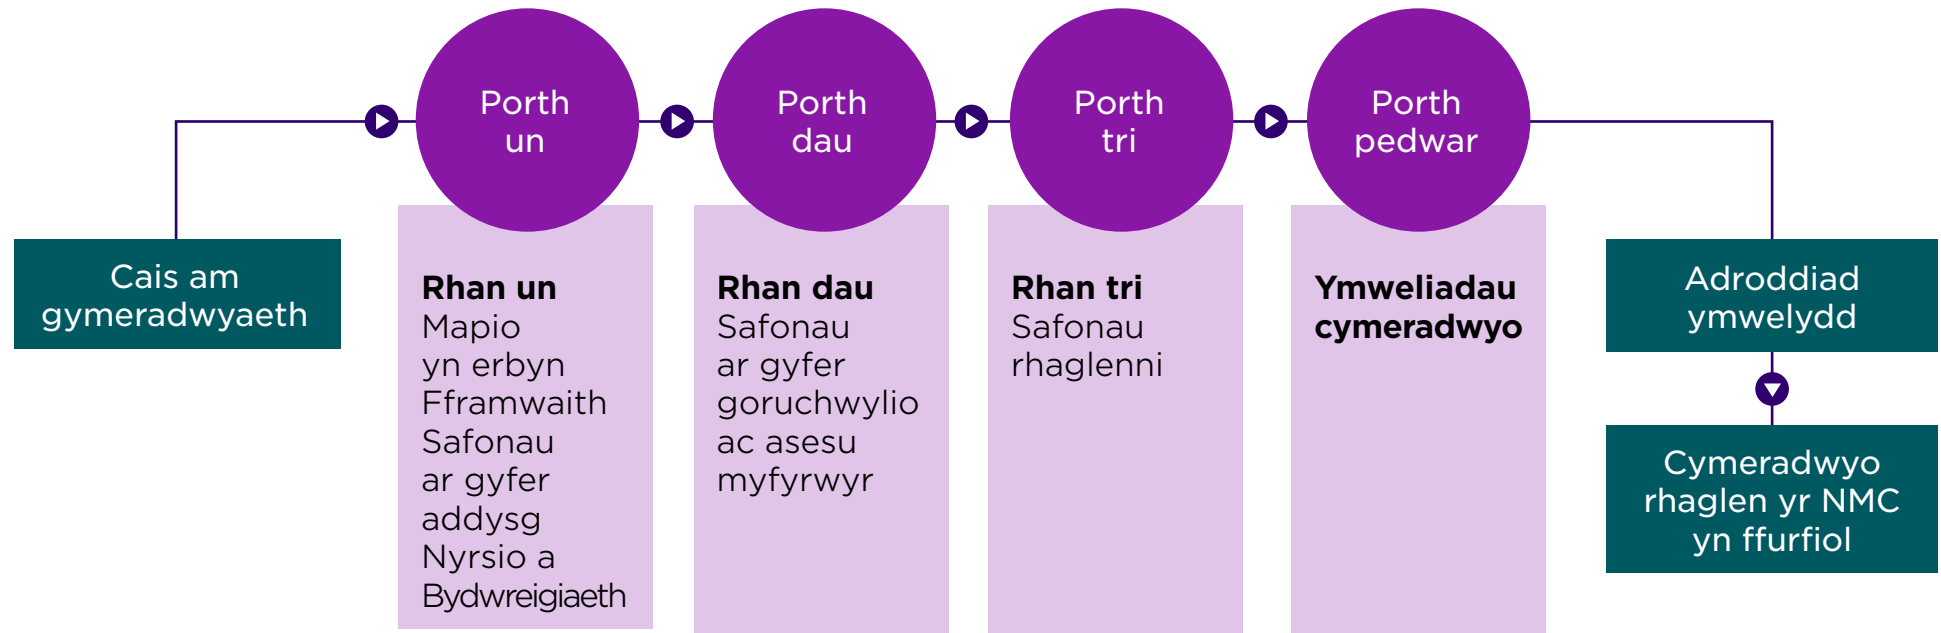 Cais am
gymeradwyaeth
Porth
un
Rhan un
Mapio
yn erbyn
Fframwaith
Safonau
ar gyfer
addysg
Nyrsio a
Bydwreigiaeth
Porth
dau
Rhan dau
Safonau
ar gyfer
goruchwylio
ac asesu
myfyrwyr
Porth
tri
Rhan tri
Safonau
rhaglenni
Porth
pedwar
Ymweliadau
cymeradwyo
Adroddiad
ymwelydd
Cymeradwyo
rhaglen yr NMC
yn ffurfiol